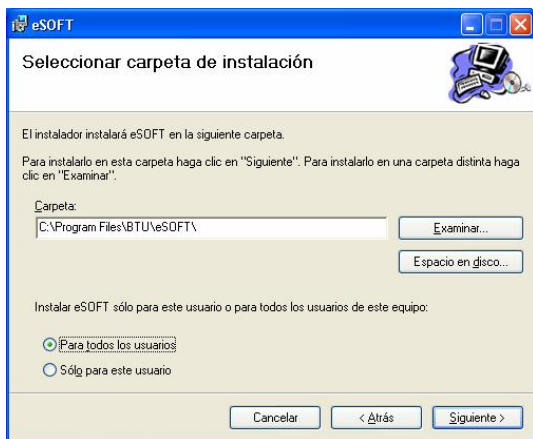 eSOFT
Seleccionar carpeta de instalación
El instalador instalará eSOFT en la siguiente carpeta.
Para instalarlo en esta carpeta haga clic en "Siguiente". Para instalarlo en una carpeta distinta haga
clic en "Examinar".
Carpeta:
C:\Program Files\BTU\eSOFT\
Examinar...
Espacio en disco...
Instalar eSOFT sólo para este usuario o para todos los usuarios de este equipo:
Para todos los usuarios
Sólo para este usuario
Cancelar
< Atrás
Siguiente >